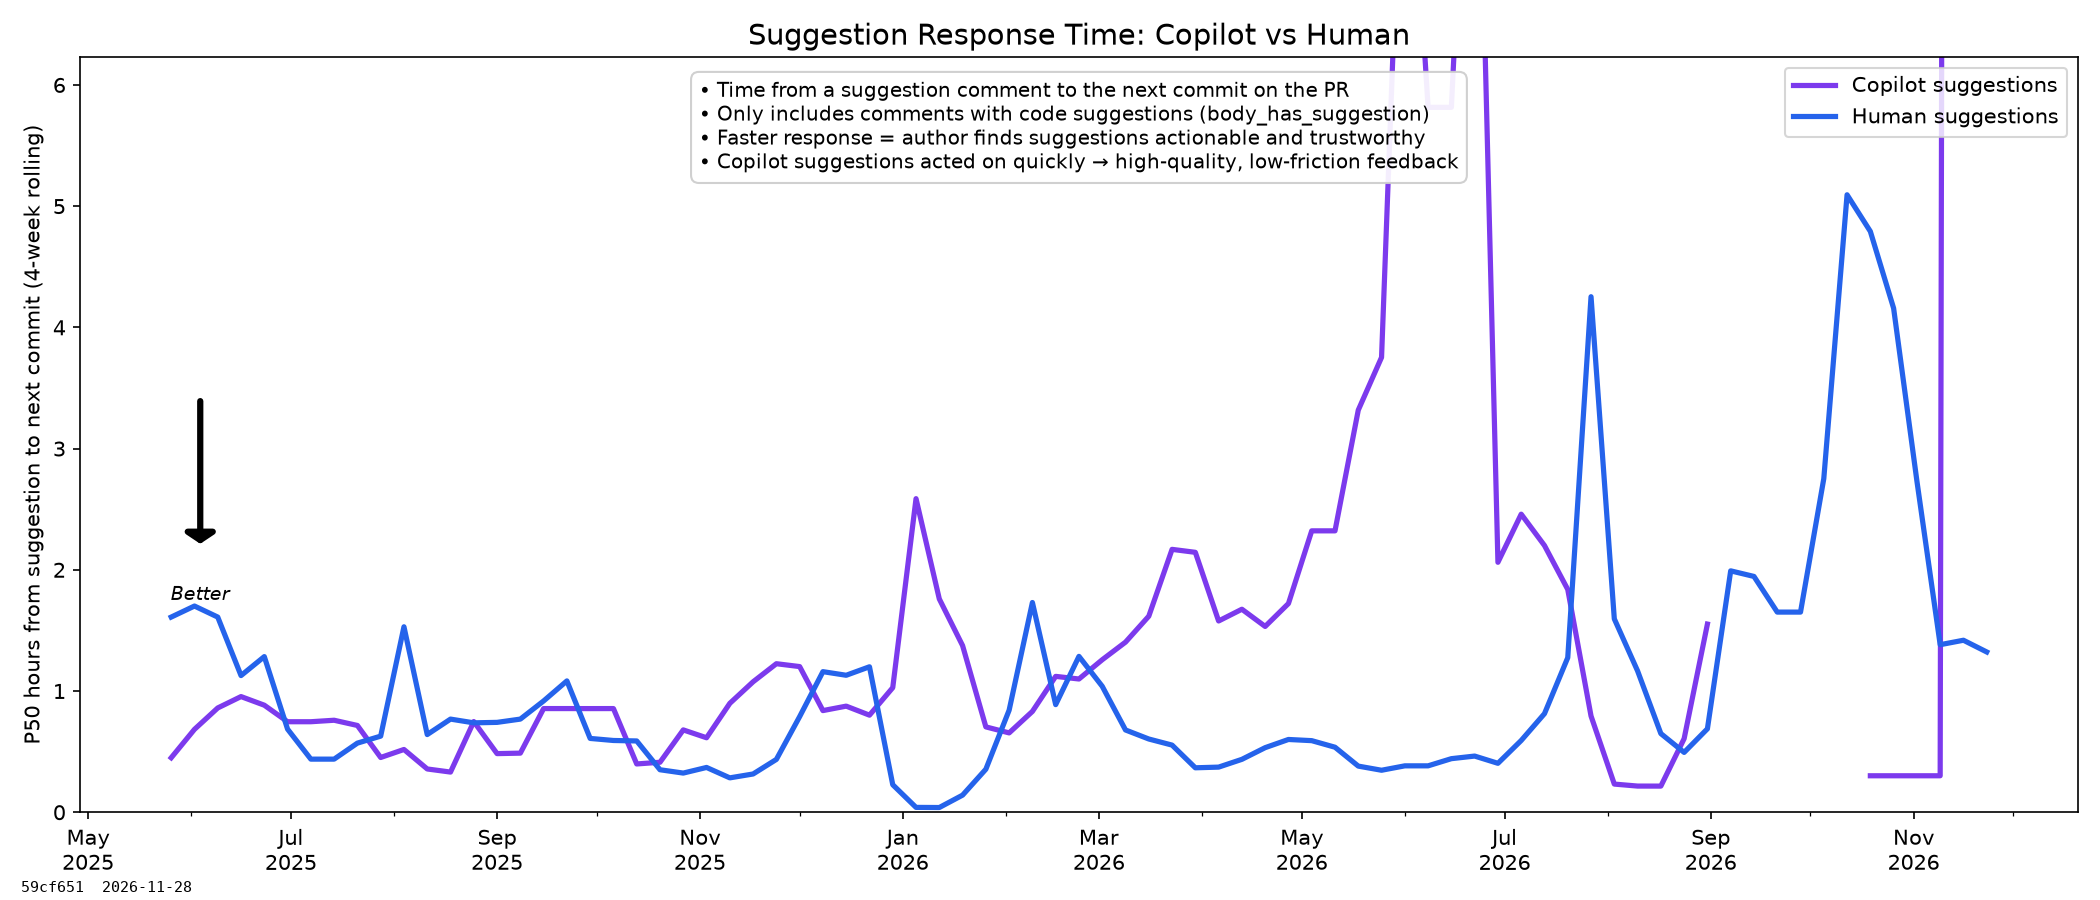 Suggestion Response Time: Copilot vs Human
• Time from a suggestion comment to the next commit on the PR
• Only includes comments with code suggestions (body_has_suggestion)
• Faster response = author finds suggestions actionable and trustworthy
• Copilot suggestions acted on quickly → high-quality, low-friction feedback
Copilot suggestions
Human suggestions
P50 hours from suggestion to next commit (4-week rolling)
6
5
4
3
2
1
0
Better
May
2025
Jul
2025
Sep
2025
Nov
2025
Jan
2026
Mar
2026
May
2026
Jul
2026
Sep
2026
Nov
2026
59cf651  2026-11-28